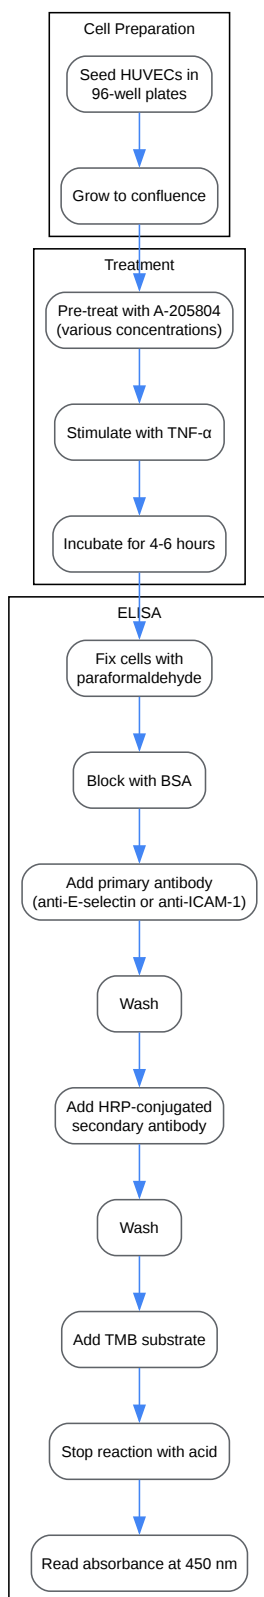 Cell Preparation
Seed HUVECs in
96-well plates
Grow to confluence
Treatment
Pre-treat with A-205804
(various concentrations)
Stimulate with TNF-α
Incubate for 4-6 hours
ELISA
Fix cells with
paraformaldehyde
Block with BSA
Add primary antibody
(anti-E-selectin or anti-ICAM-1)
Wash
Add HRP-conjugated
secondary antibody
Wash
Add TMB substrate
Stop reaction with acid
Read absorbance at 450 nm